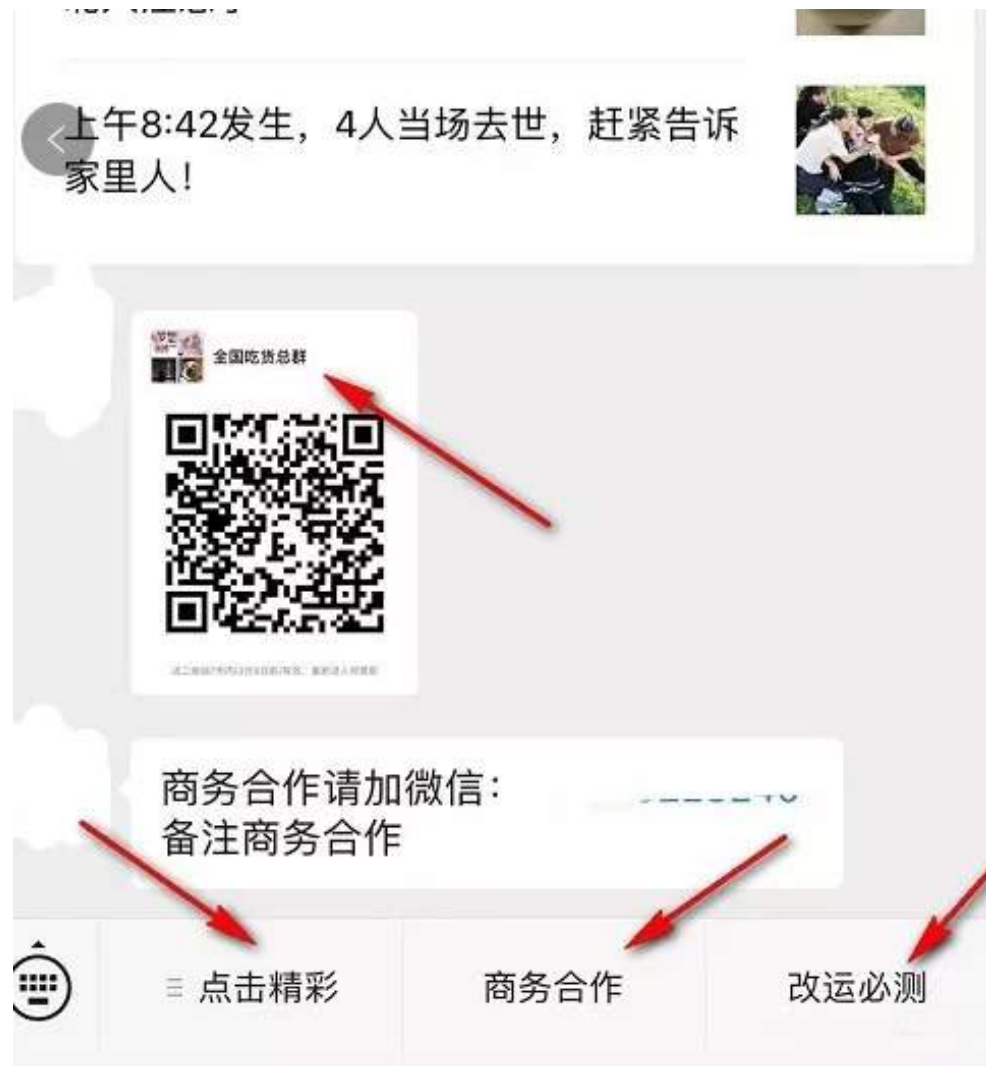 上午8:42发生，4人当场去世，赶紧告诉
家里人！
全国吃货总群
商务合作请加微信：
备注商务合作
点击精彩
商务合作
改运必测